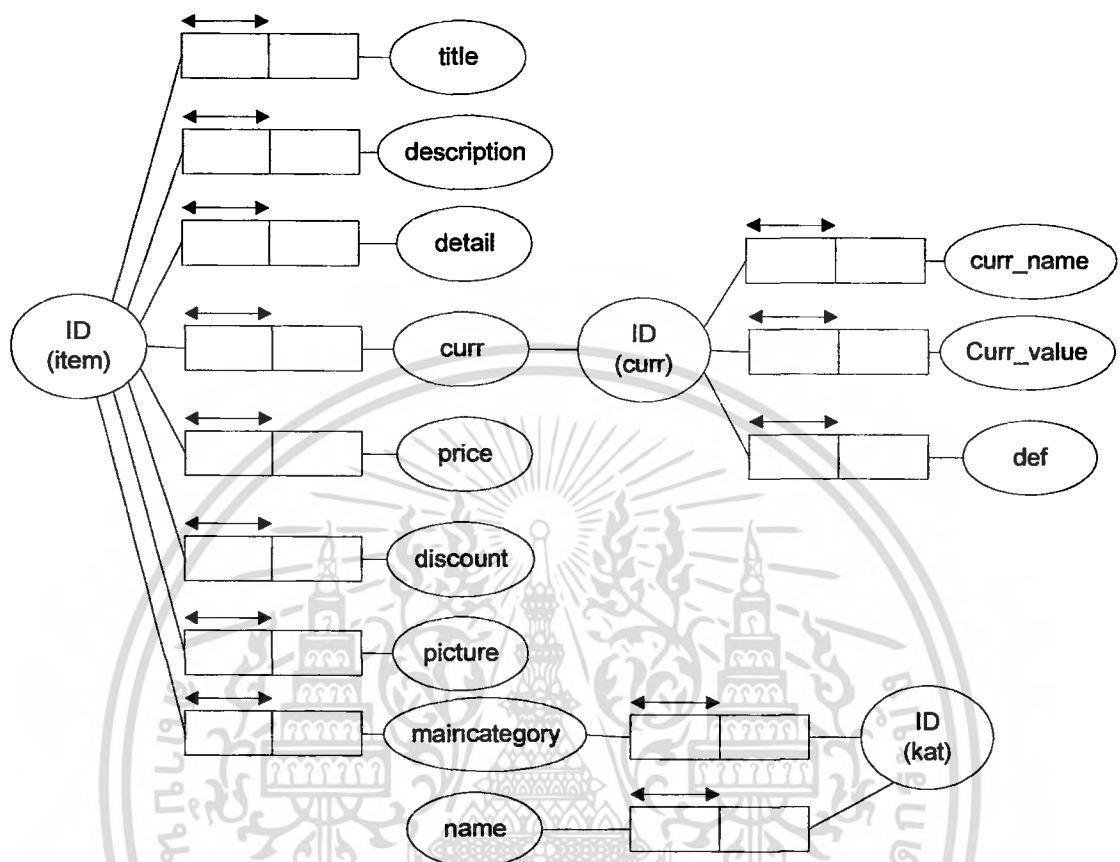 title
description
detail
ID
(item)
curr
ID
(curr)
curr_name
Curr_value
def
price
discount
picture
maincategory
ID
(kat)
name